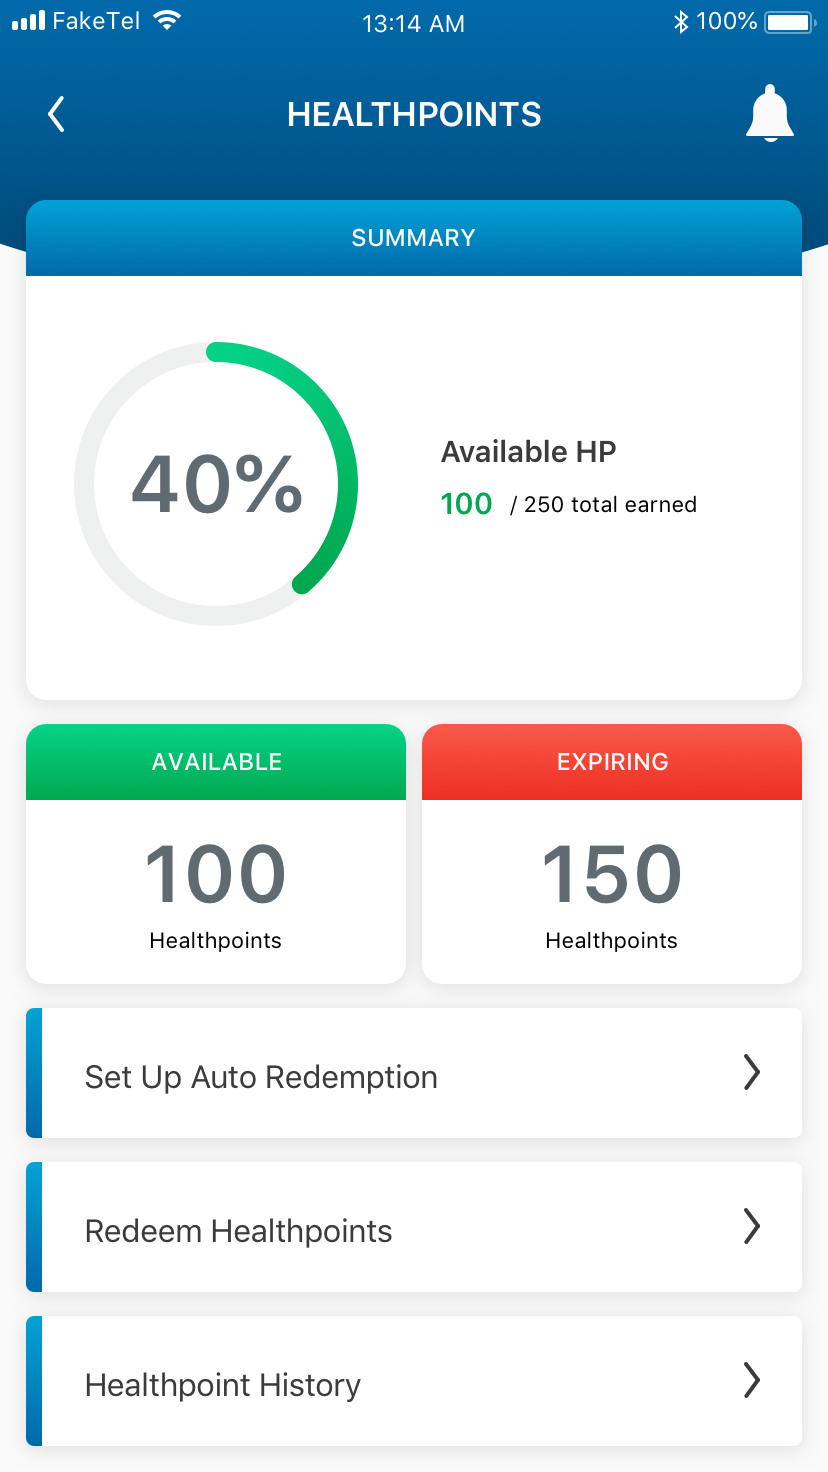 FakeTel 13:14 AM 100%
HEALTHPOINTS
SUMMARY
40%
Available HP
100 / 250 total earned
AVAILABLE
100
Healthpoints
EXPIRING
150
Healthpoints
Set Up Auto Redemption
Redeem Healthpoints
Healthpoint History